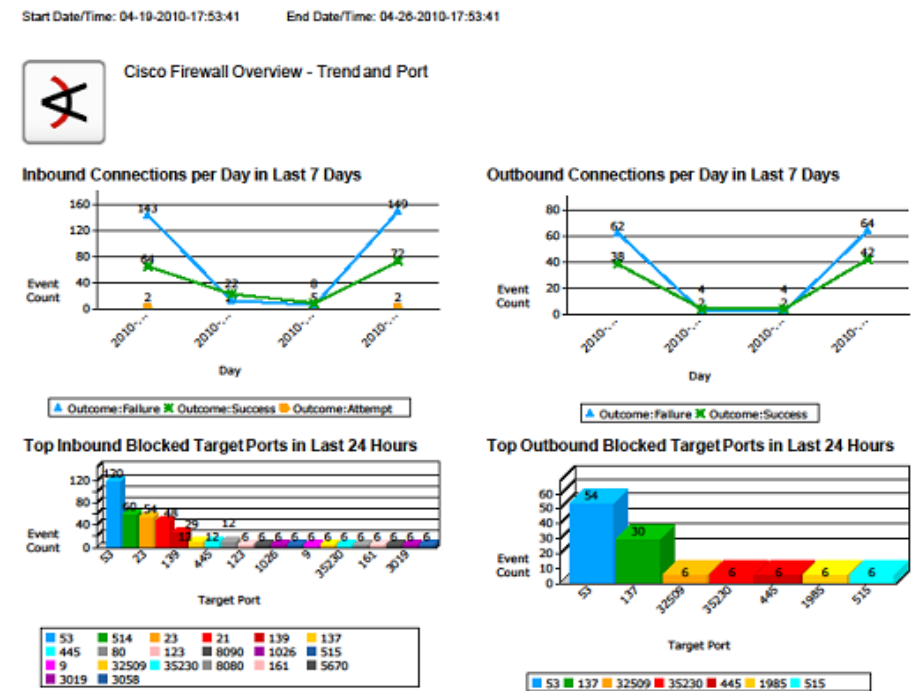 Start Date/Time: 04-19-2010-17:53:41 End Date/Time: 04-26-2010-17:53:41
Cisco Firewall Overview - Trend and Port
Inbound Connections per Day in Last 7 Days
160
120
80
40
0
Event
Count
143
149
64
22
8
5
72
2
2
2010-...
2010-...
2010-...
2010-...
Day
Outcome:Failure Outcome:Success Outcome:Attempt
Outbound Connections per Day in Last 7 Days
80
60
40
20
0
Event
Count
62
64
38
4
2
4
2
42
2010-...
2010-...
2010-...
2010-...
Day
Outcome:Failure Outcome:Success
Top Inbound Blocked Target Ports in Last 24 Hours
120
80
40
0
Event
Count
120
60
54
48
29
12
12
12
6 6 6 6 6 6 6 6 6 6 6 6
53 23 139 445 123 1026 9 35230 161 3019
Target Port
53 514 23 21 139 137
445 80 123 8090 1026 515
9 32509 35230 8080 161 5670
3019 3058
Top Outbound Blocked Target Ports in Last 24 Hours
60
50
40
30
20
10
0
Event
Count
54
30
6 6 6 6 6
53 137 32509 35230 445 1985 515
Target Port
53 137 32509 35230 445 1985 515